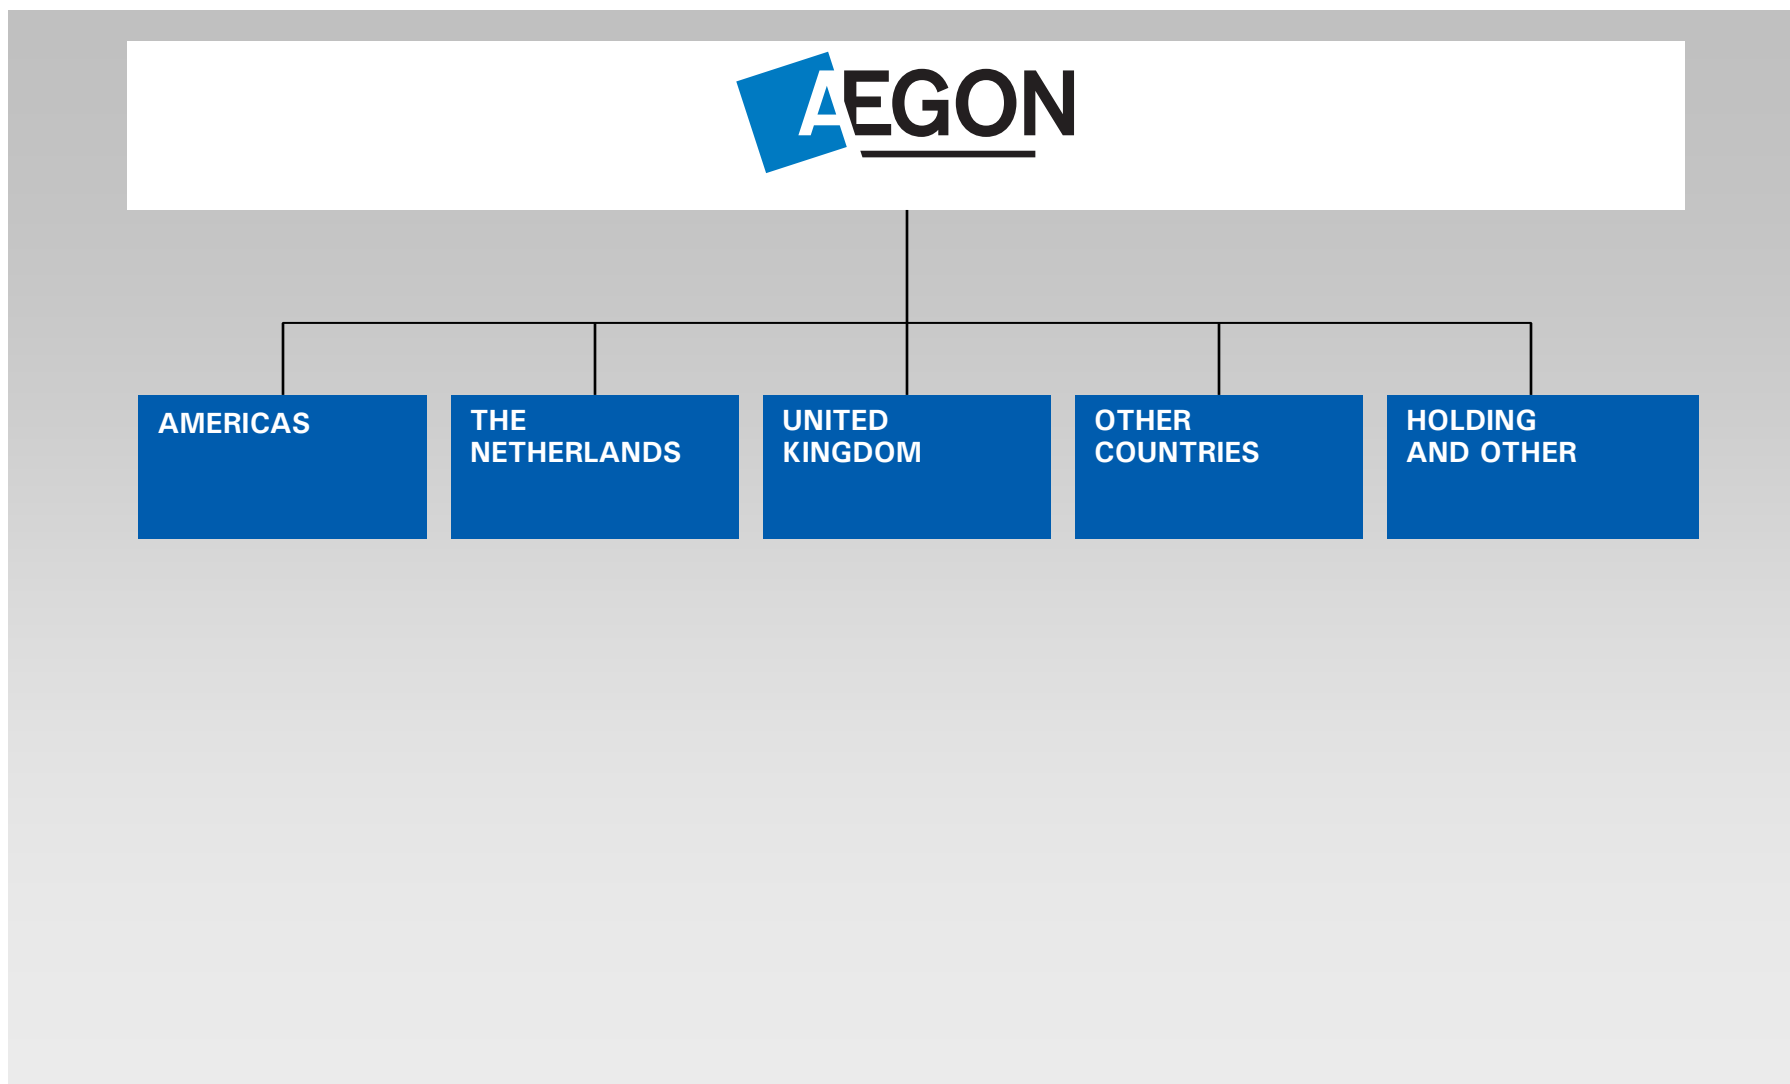 AEGON
AMERICAS
THE
NETHERLANDS
UNITED
KINGDOM
OTHER
COUNTRIES
HOLDING
AND OTHER